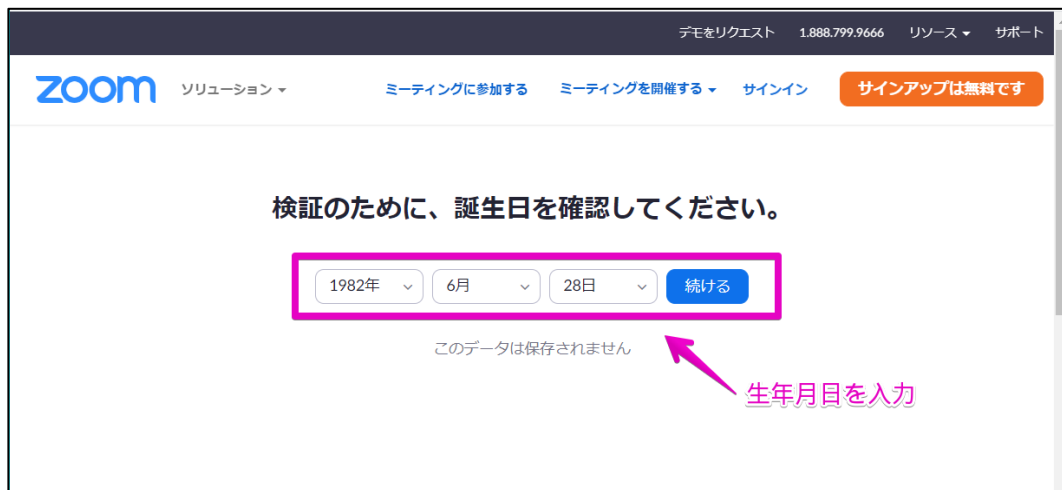 デモをリクエスト 1.888.799.9666 リソース サポート
zoom ソリューション ミーティングに参加する ミーティングを開催する サインイン サインアップは無料です
検証のために、誕生日を確認してください。
1982年 6月 28日 続ける
このデータは保存されません
生年月日を入力